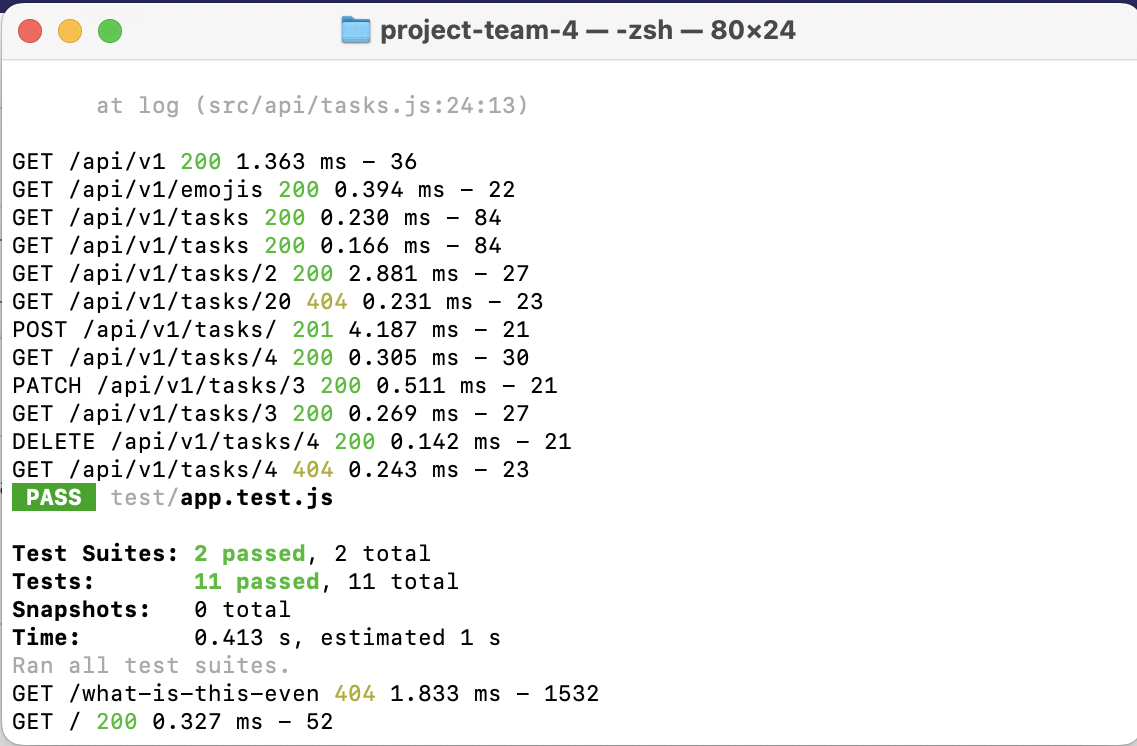 project-team-4 — -zsh — 80×24
at log (src/api/tasks.js:24:13)
GET /api/v1 200 1.363 ms - 36
GET /api/v1/emojis 200 0.394 ms - 22
GET /api/v1/tasks 200 0.230 ms - 84
GET /api/v1/tasks 200 0.166 ms - 84
GET /api/v1/tasks/2 200 2.881 ms - 27
GET /api/v1/tasks/20 404 0.231 ms - 23
POST /api/v1/tasks/ 201 4.187 ms - 21
GET /api/v1/tasks/4 200 0.305 ms - 30
PATCH /api/v1/tasks/3 200 0.511 ms - 21
GET /api/v1/tasks/3 200 0.269 ms - 27
DELETE /api/v1/tasks/4 200 0.142 ms - 21
GET /api/v1/tasks/4 404 0.243 ms - 23
PASS test/app.test.js
Test Suites: 2 passed, 2 total
Tests: 11 passed, 11 total
Snapshots: 0 total
Time: 0.413 s, estimated 1 s
Ran all test suites.
GET /what-is-this-even 404 1.833 ms - 1532
GET / 200 0.327 ms - 52